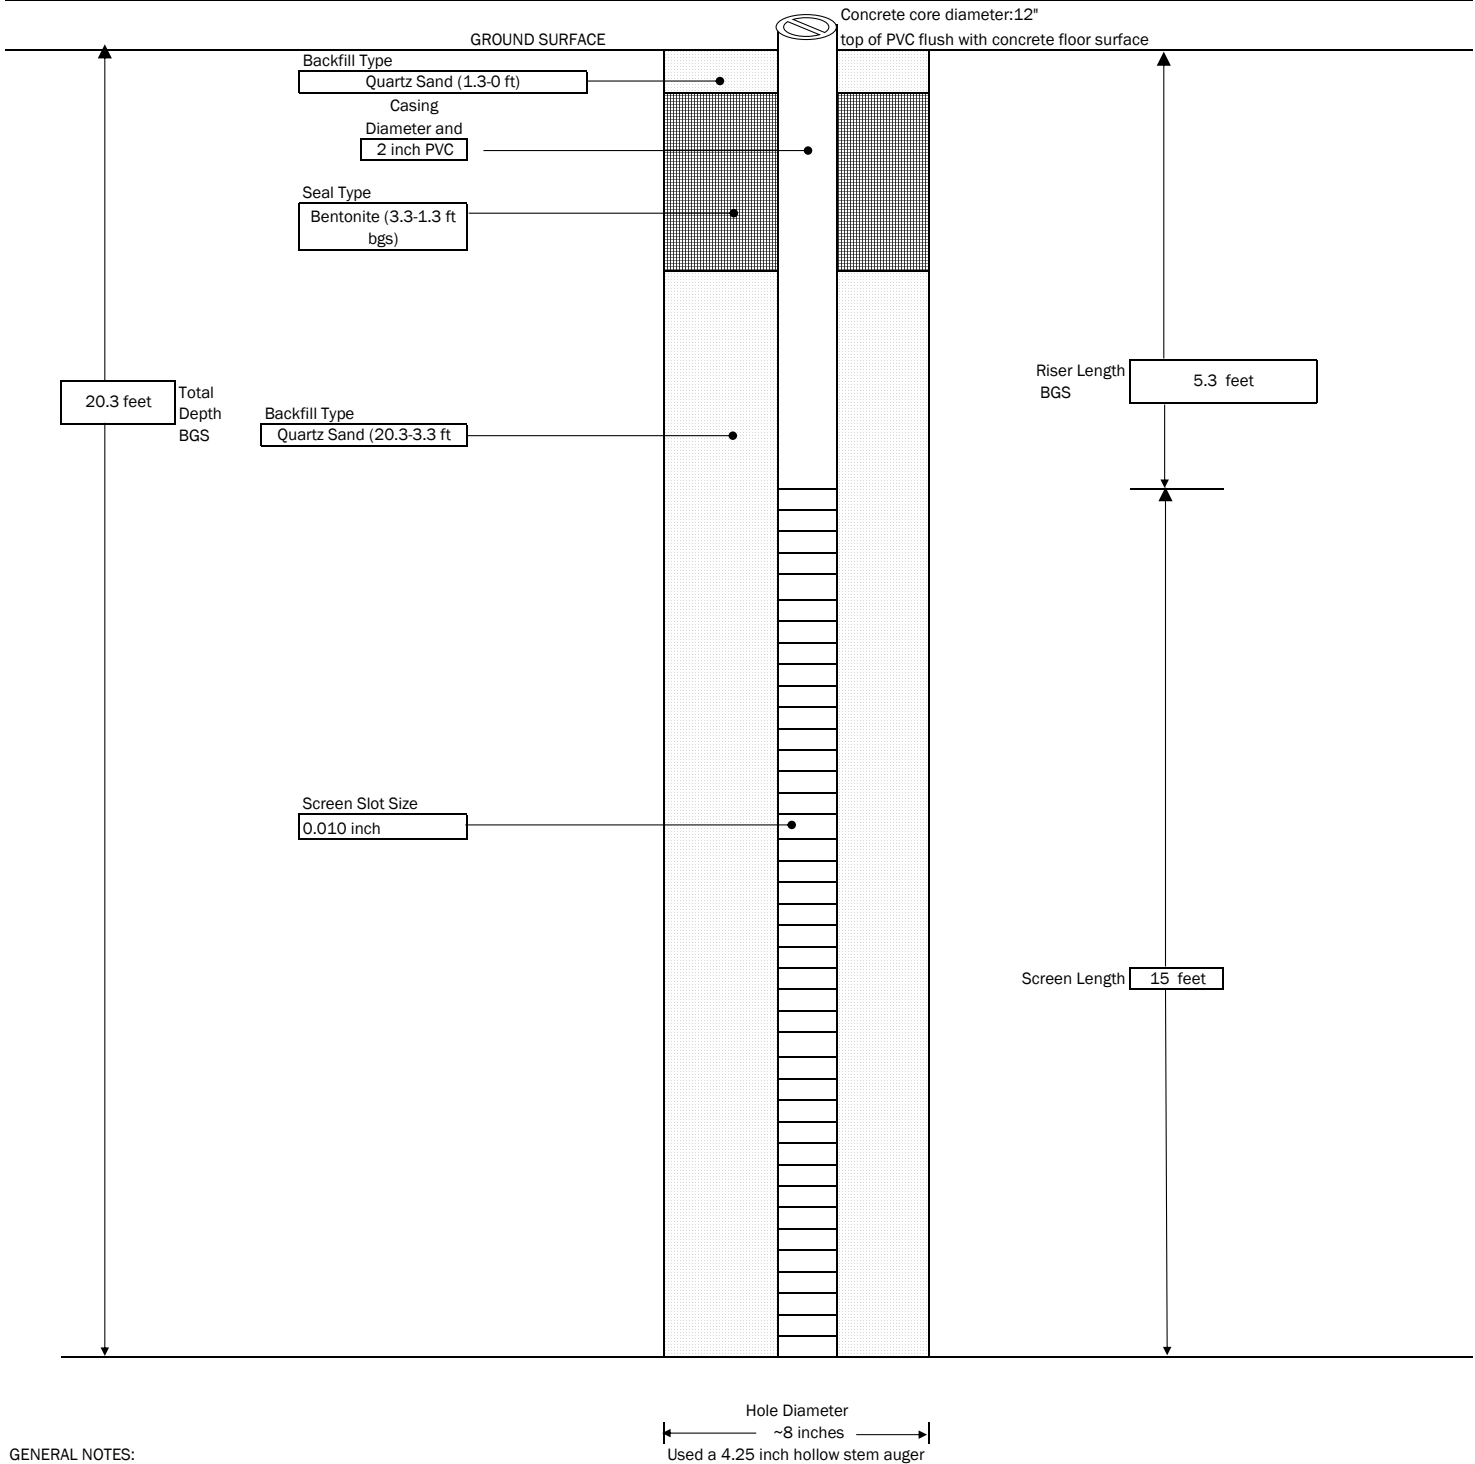 Concrete core diameter:12"
GROUND SURFACE
top of PVC flush with concrete floor surface
Backfill Type
Quartz Sand (1.3-0 ft)
Casing
Diameter and
2 inch PVC
Seal Type
Bentonite (3.3-1.3 ft
bgs)
Riser Length
BGS
5.3 feet
20.3 feet
Total
Depth
BGS
Backfill Type
Quartz Sand (20.3-3.3 ft
Screen Slot Size
0.010 inch
Screen Length
15 feet
Hole Diameter
~8 inches
GENERAL NOTES:
Used a 4.25 inch hollow stem auger